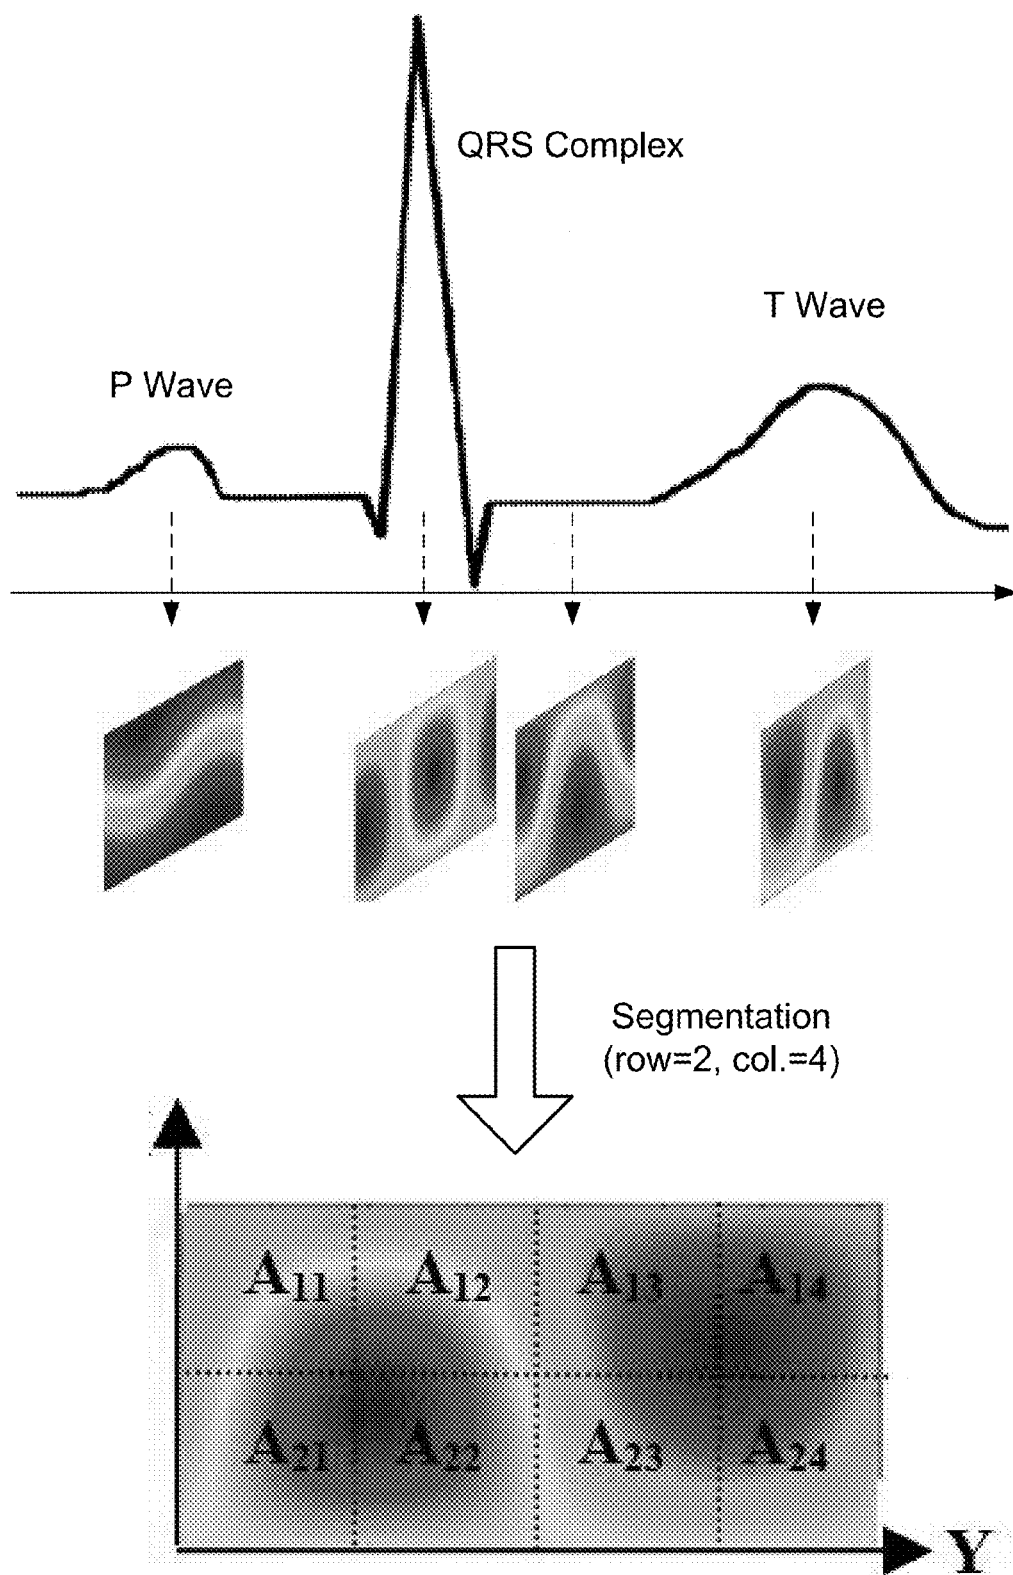 QRS Complex
T Wave
P Wave
Segmentation
(row=2, col.=4)
A11 A12 A13 A14
A21 A22 A23 A24
Y